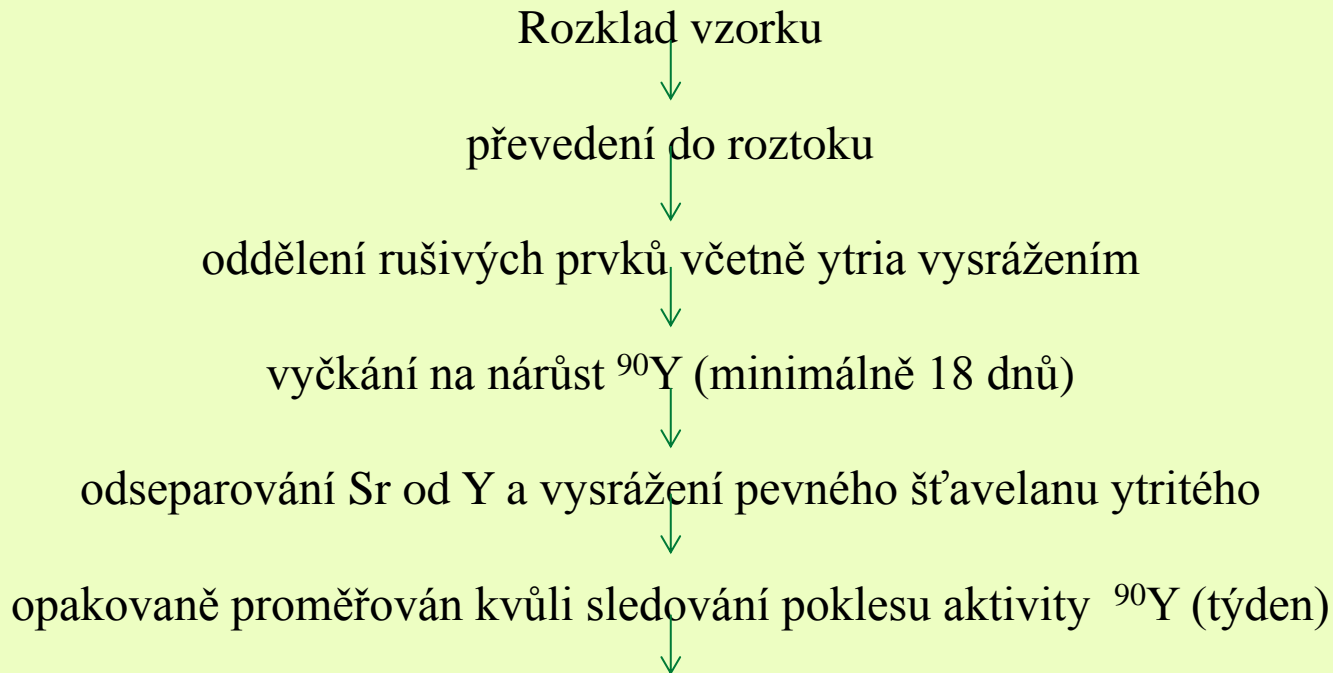 Rozklad vzorku
převedení do roztoku
oddělení rušivých prvků včetně ytria vysrážením
vyčkání na nárůst ⁹⁰Y (minimálně 18 dnů)
odseparování Sr od Y a vysrážení pevného šťavelanu ytritého
opakovaně proměřován kvůli sledování poklesu aktivity ⁹⁰Y (týden)